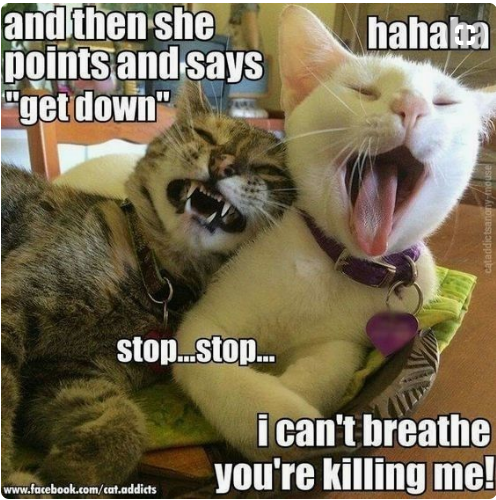 and then she
points and says
"get down"
hahaha
stop...stop...
i can't breathe
you're killing me!
www.facebook.com/cat.addicts